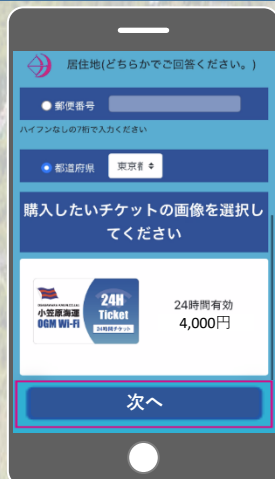 居住地(どちらかでご回答ください。)
郵便番号
ハイフンなしの7桁で入力ください
都道府県
東京都
購入したいチケットの画像を選択し
てください
小笠原海運
OGM Wi-Fi
24H
Ticket
24時間チケット
24時間有効
4,000円
次へ